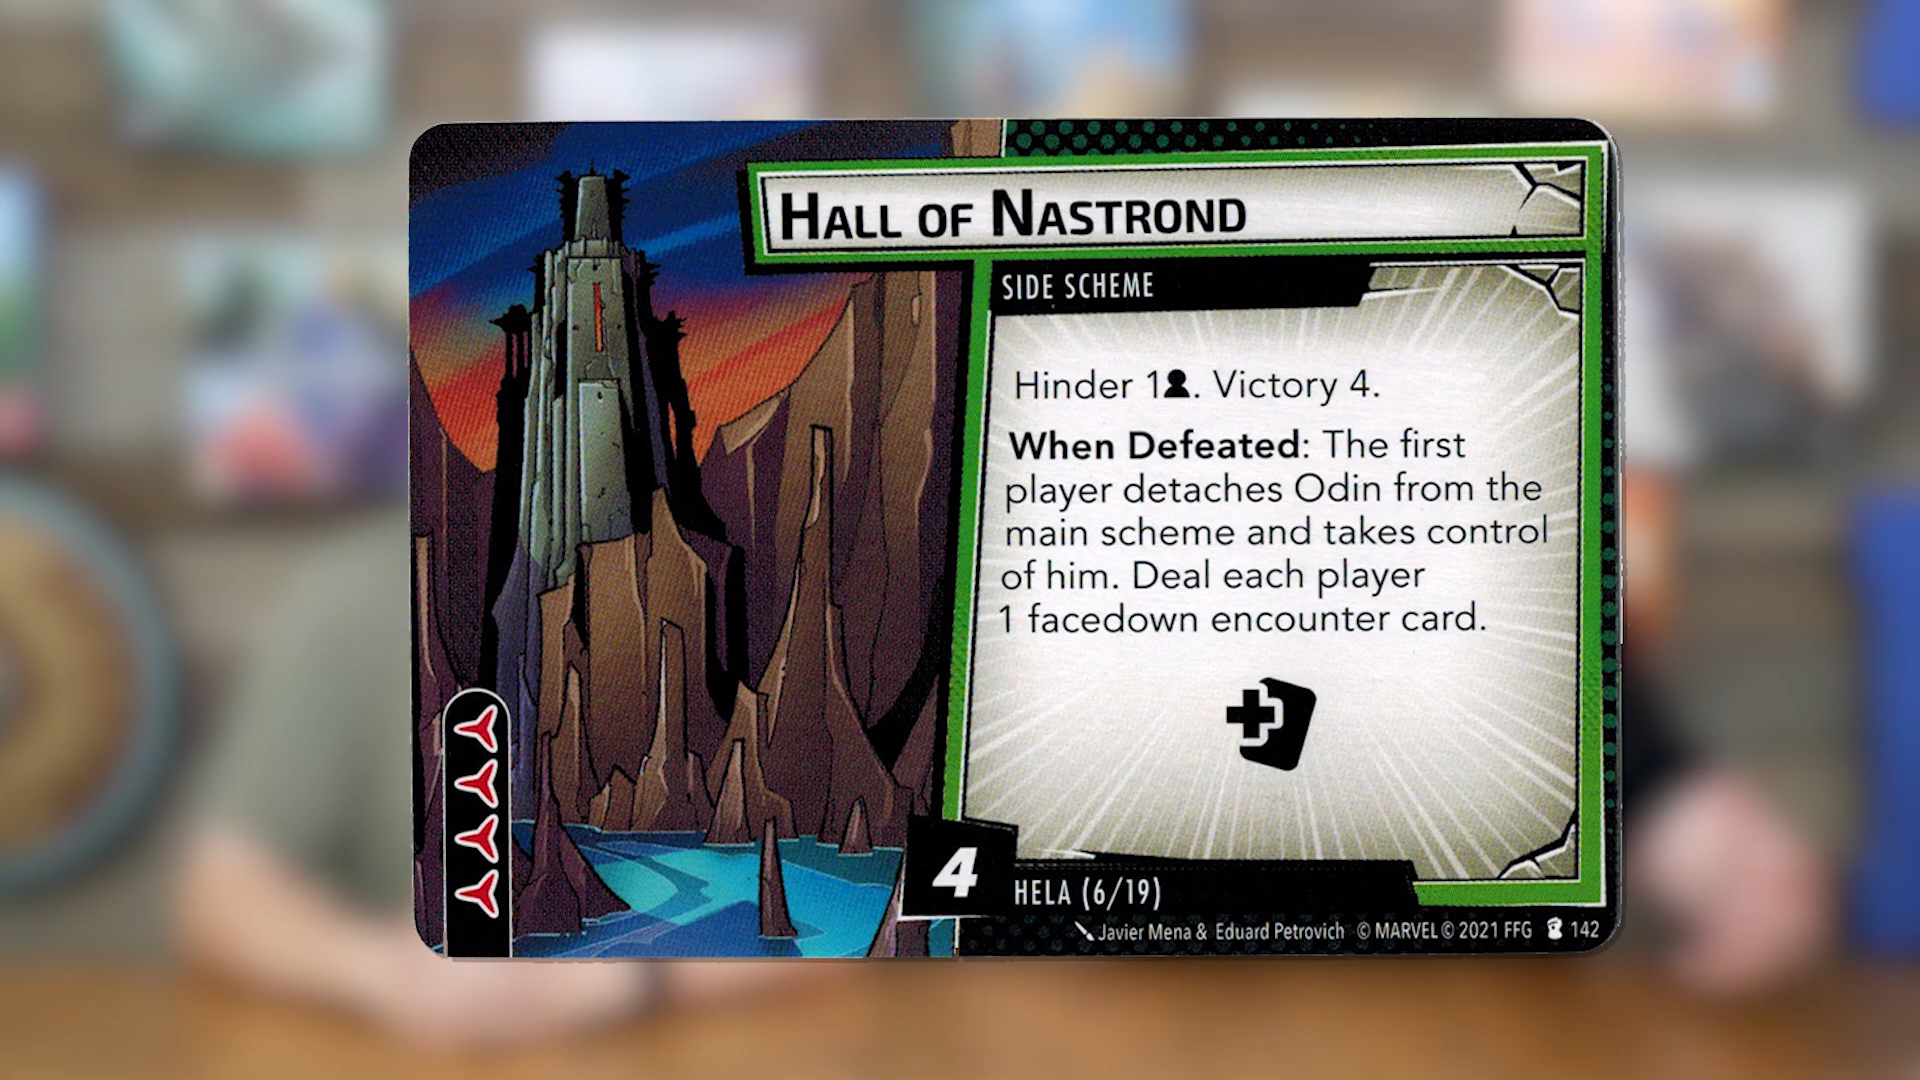 HALL OF NASTROND
SIDE SCHEME
Hinder 1. Victory 4.
When Defeated: The first
player detaches Odin from the
main scheme and takes control
of him. Deal each player
1 facedown encounter card.
4
HELA (6/19)
Javier Mena & Eduard Petrovich © MARVEL © 2021 FFG 142